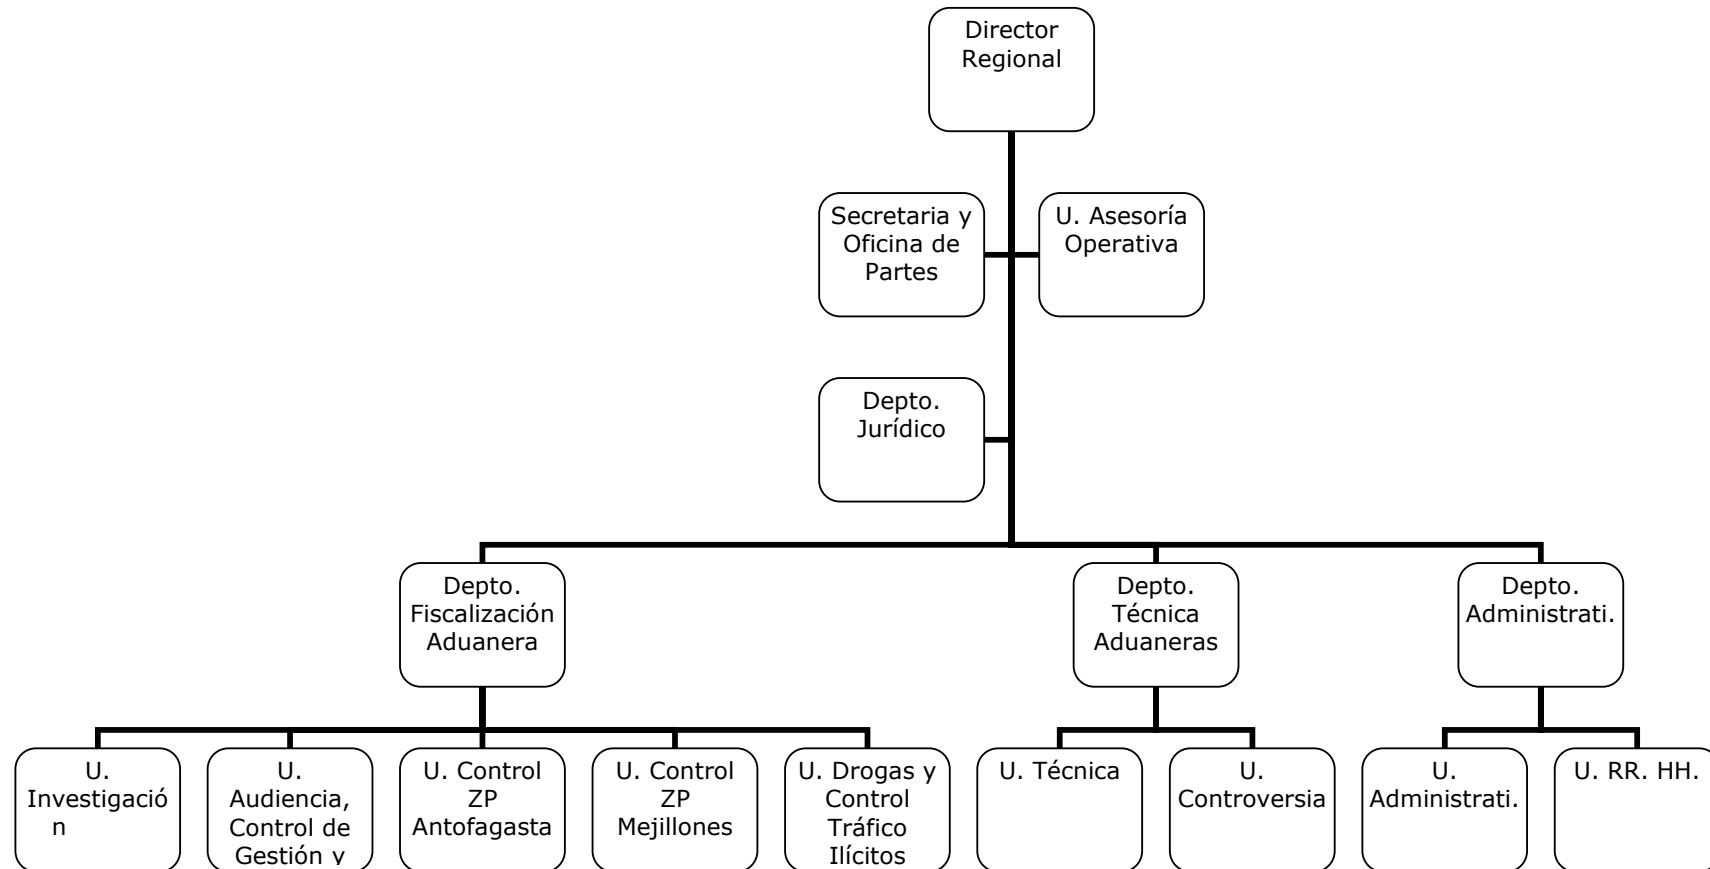 Director
Regional
Secretaria y
Oficina de
Partes
U. Asesoría
Operativa
Depto.
Jurídico
Depto.
Fiscalización
Aduanera
Depto.
Técnica
Aduaneras
Depto.
Administrati.
U.
Investigació
n
U.
Audiencia,
Control de
Gestión y
U. Control
ZP
Antofagasta
U. Control
ZP
Mejillones
U. Drogas y
Control
Tráfico
Ilícitos
U. Técnica
U.
Controversia
U.
Administrati.
U. RR. HH.